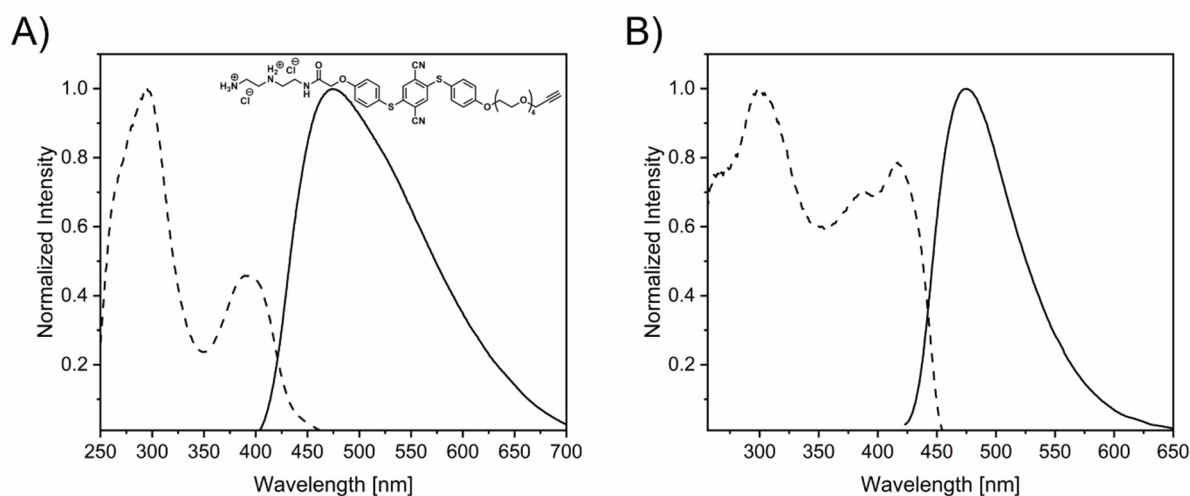 A)
B)
Normalized Intensity
1.0
0.8
0.6
0.4
0.2
250 300 350 400 450 500 550 600 650 700
Wavelength [nm]
H₃N⊕
Cl⊖
H₂⊕ Cl⊖
N
N
H
O
O
S
CN
CN
S
O
O
4
Normalized Intensity
1.0
0.8
0.6
0.4
0.2
300 350 400 450 500 550 600 650
Wavelength [nm]